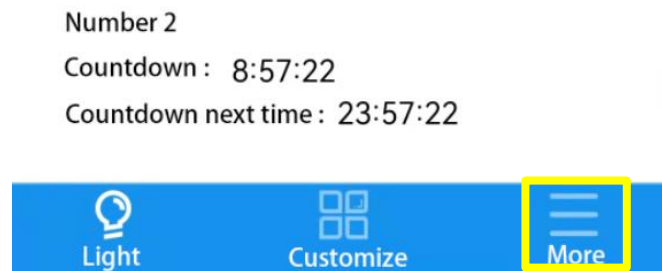 Number 2
Countdown : 8:57:22
Countdown next time : 23:57:22
Light Customize More